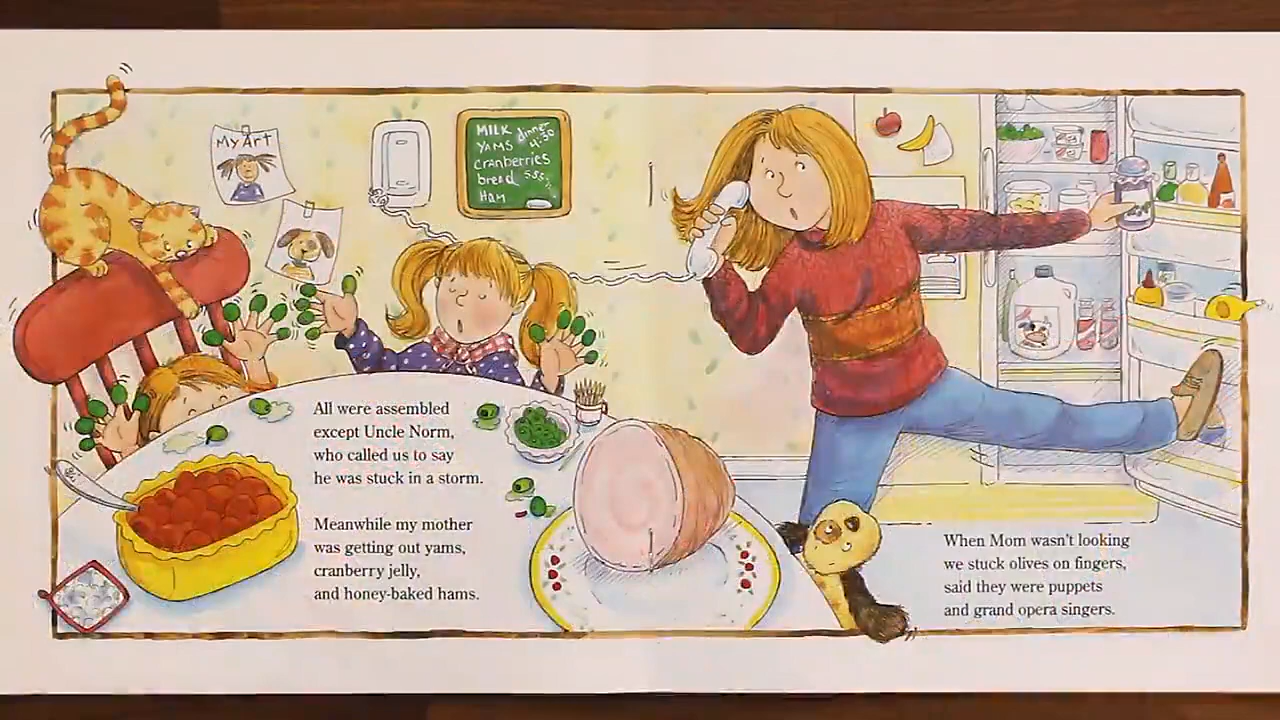 My Art
MILK
YAMS
cranberries
bread
HAM
dinner
4:30
555.
All were assembled
except Uncle Norm,
who called us to say
he was stuck in a storm.
Meanwhile my mother
was getting out yams,
cranberry jelly,
and honey-baked hams.
When Mom wasn't looking
we stuck olives on fingers,
said they were puppets
and grand opera singers.